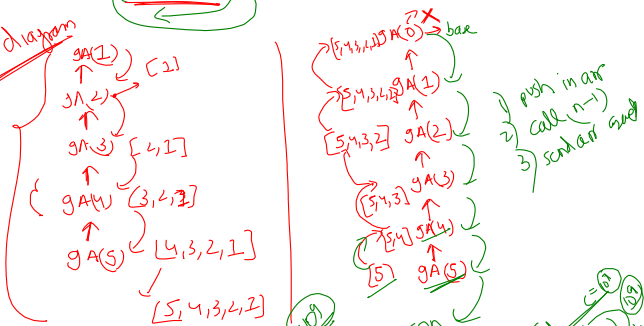 diagram
gA(1)
[1]
gA(2)
gA(3) [2,1]
gA(4) [3,2,1]
gA(5) [4,3,2,1]
[5,4,3,2,1]
[5,4,3,2,1] gA(0) x → base
[5,4,3,2,1] gA(1)
[5,4,3,2] gA(2)
[5,4,3] gA(3)
[5,4] gA(4)
[5] gA(5)
1) push in arr
2) call(n-1)
3) send arr